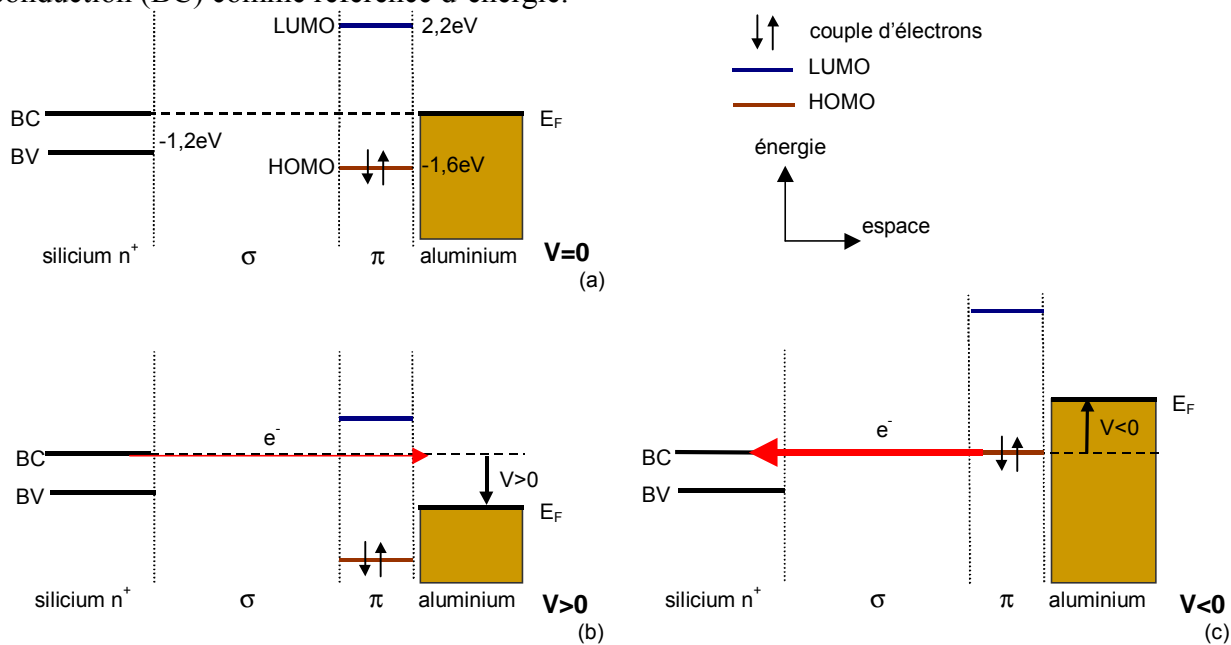 conduction (BC) comme référence d'énergie.
LUMO
2,2eV
BC
-1,2eV
BV
HOMO
-1,6eV
E_F
silicium n⁺
σ
π
aluminium
V=0
(a)
couple d'électrons
LUMO
HOMO
énergie
espace
e⁻
BC
BV
V>0
E_F
silicium n⁺
σ
π
aluminium
V>0
(b)
E_F
V<0
e⁻
BC
BV
silicium n⁺
σ
π
aluminium
V<0
(c)